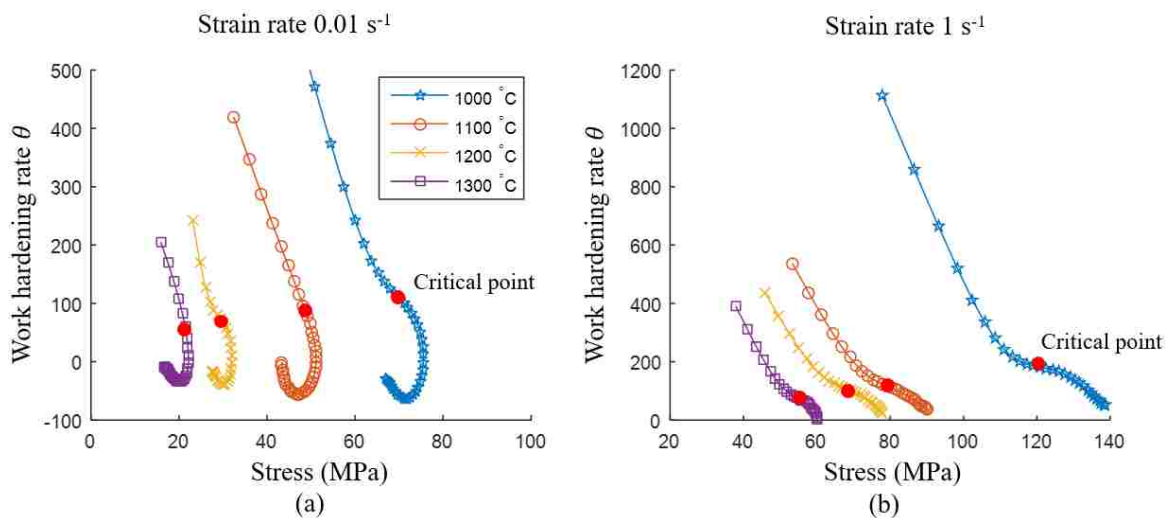 (a)
Strain rate 0.01 s⁻¹
Work hardening rate θ
500
400
300
200
100
0
-100
1000 °C
1100 °C
1200 °C
1300 °C
Critical point
0
20
40
60
80
100
Stress (MPa)
(a)
(b)
Strain rate 1 s⁻¹
Work hardening rate θ
1200
1000
800
600
400
200
0
Critical point
20
40
60
80
100
120
140
Stress (MPa)
(b)